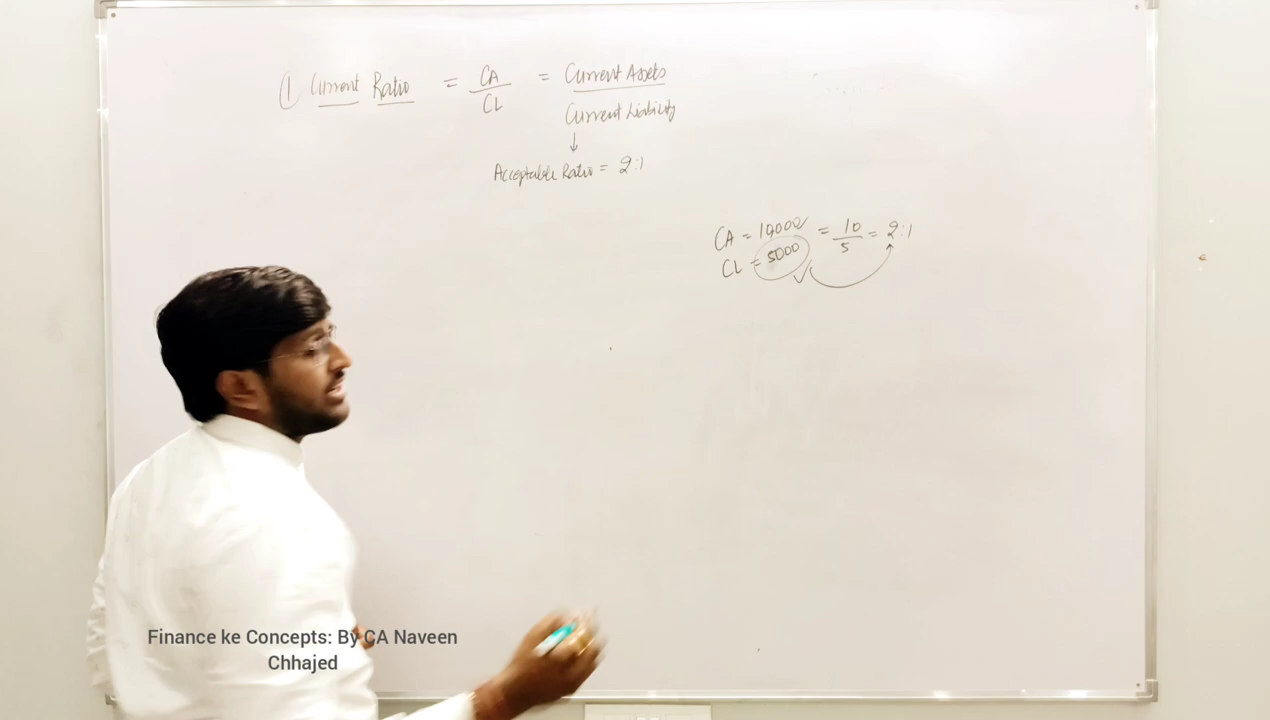 ① Current Ratio = CA / CL = Current Assets / Current Liability
↓
Acceptable Ratio = 2:1
CA = 10000 ✓ = 10 / 5 = 2:1
CL = 5000 ✓
Finance ke Concepts: By CA Naveen
Chhajed